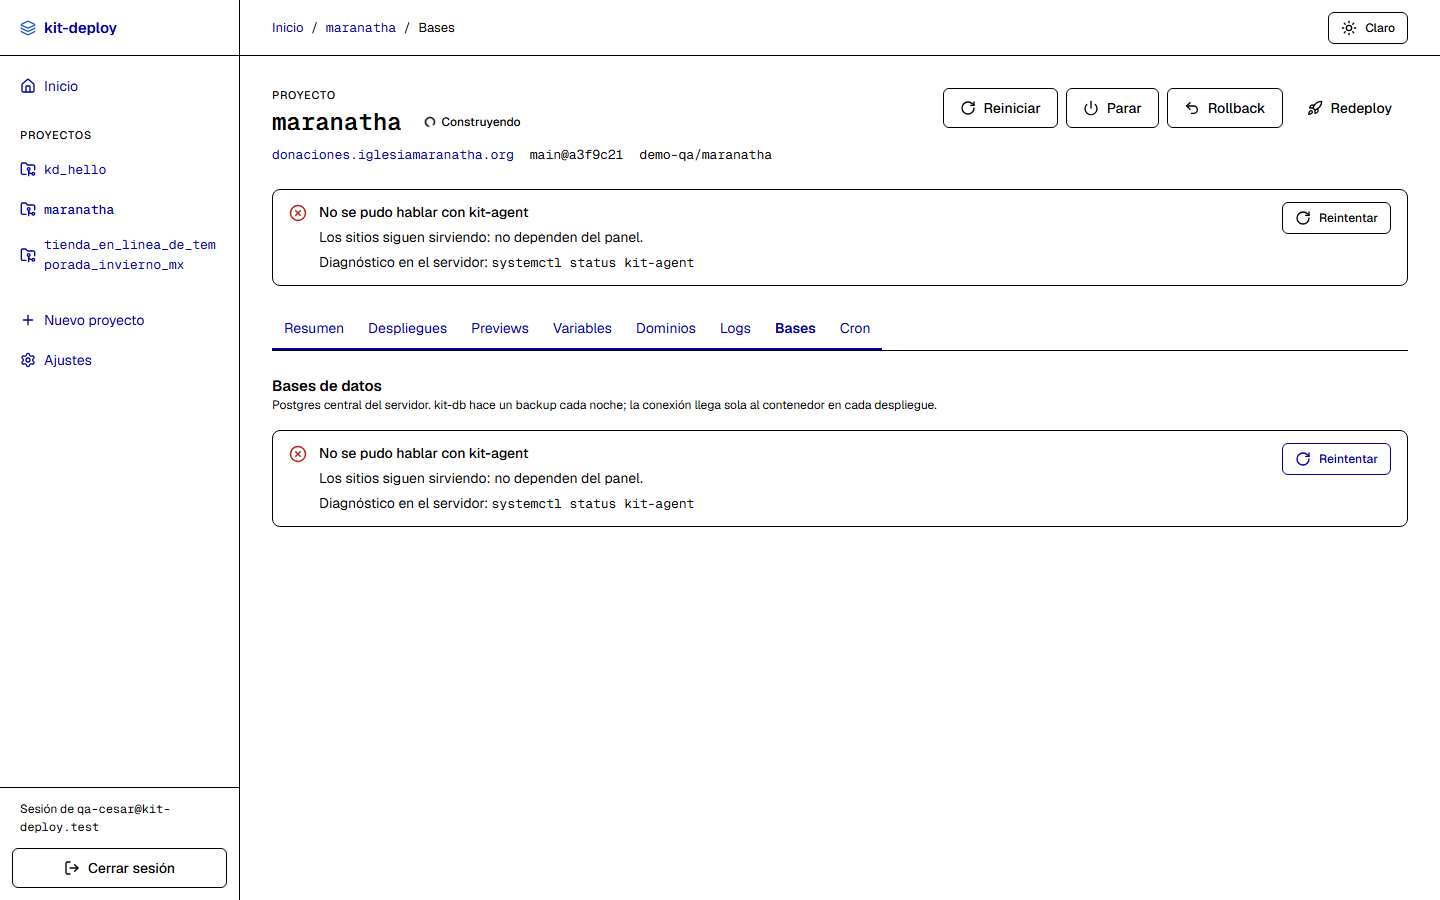 kit-deploy
Inicio
PROYECTOS
kd_hello
maranatha
tienda_en_linea_de_tem
porada_invierno_mx
Nuevo proyecto
Ajustes
Sesión de qa-cesar@kit-
deploy.test
Cerrar sesión
Inicio / maranatha / Bases
Claro
PROYECTO
maranatha Construyendo
donaciones.iglesiamaranatha.org main@a3f9c21 demo-qa/maranatha
Reiniciar Parar Rollback Redeploy
No se pudo hablar con kit-agent
Los sitios siguen sirviendo: no dependen del panel.
Diagnóstico en el servidor: systemctl status kit-agent
Reintentar
Resumen Despliegues Previews Variables Dominios Logs Bases Cron
Bases de datos
Postgres central del servidor. kit-db hace un backup cada noche; la conexión llega sola al contenedor en cada despliegue.
No se pudo hablar con kit-agent
Los sitios siguen sirviendo: no dependen del panel.
Diagnóstico en el servidor: systemctl status kit-agent
Reintentar